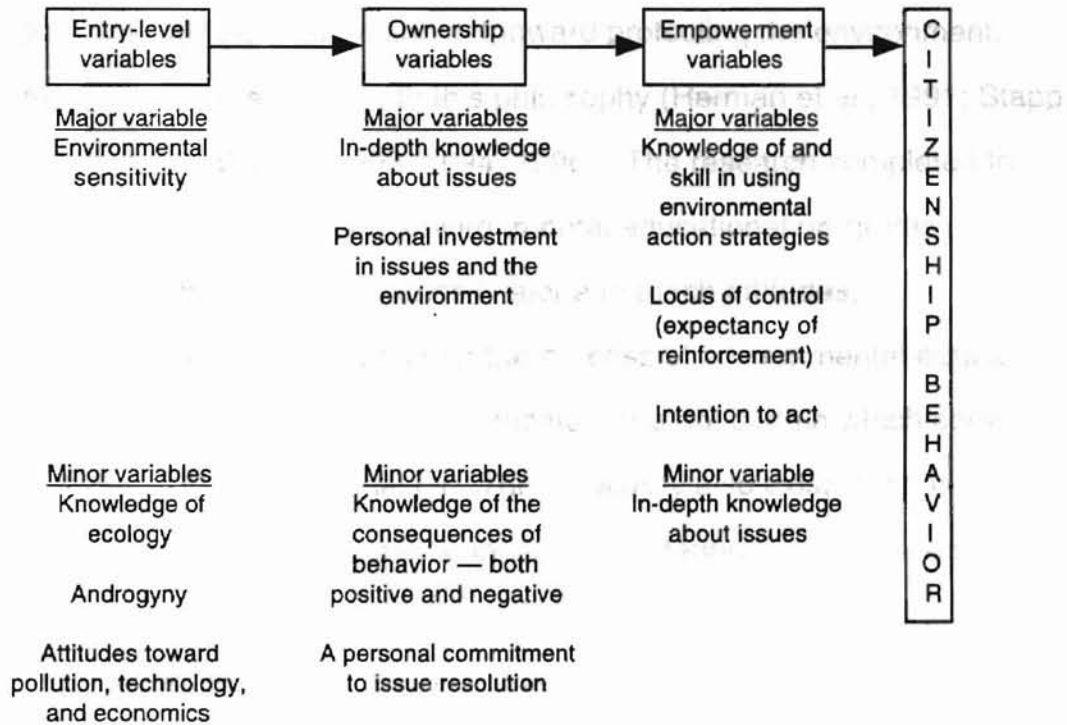 Entry-level
variables
Ownership
variables
Empowerment
variables
Major variable
Environmental
sensitivity
Major variables
In-depth knowledge
about issues
Personal investment
in issues and the
environment
Major variables
Knowledge of and
skill in using
environmental
action strategies
Locus of control
(expectancy of
reinforcement)
Intention to act
Minor variables
Knowledge of
ecology
Androgyny
Attitudes toward
pollution, technology,
and economics
Minor variables
Knowledge of the
consequences of
behavior — both
positive and negative
A personal commitment
to issue resolution
Minor variable
In-depth knowledge
about issues
CITIZENSHIP BEHAVIOR